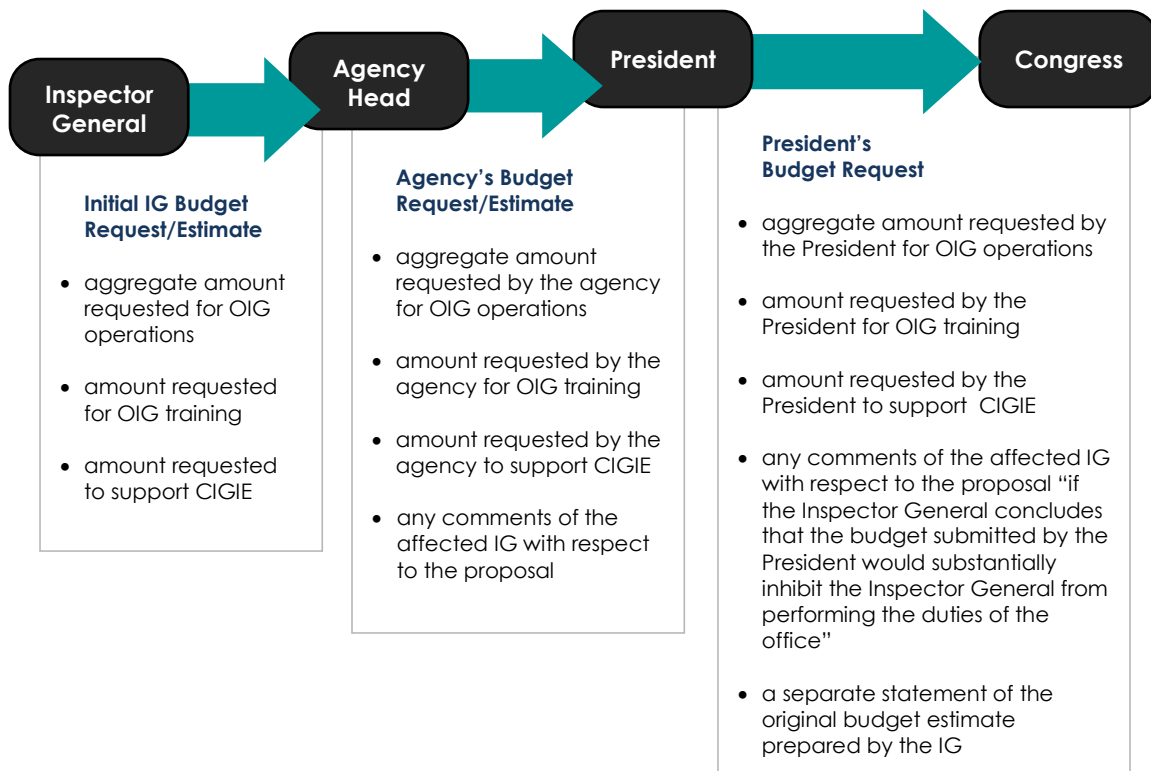 Inspector
General
Agency
Head
President
Congress
Initial IG Budget
Request/Estimate
• aggregate amount
requested for OIG
operations
• amount requested
for OIG training
• amount requested
to support CIGIE
Agency’s Budget
Request/Estimate
• aggregate amount
requested by the agency
for OIG operations
• amount requested by the
agency for OIG training
• amount requested by the
agency to support CIGIE
• any comments of the
affected IG with respect
to the proposal
President’s
Budget Request
• aggregate amount requested by
the President for OIG operations
• amount requested by the
President for OIG training
• amount requested by the
President to support CIGIE
• any comments of the affected IG
with respect to the proposal “if
the Inspector General concludes
that the budget submitted by the
President would substantially
inhibit the Inspector General from
performing the duties of the
office”
• a separate statement of the
original budget estimate
prepared by the IG